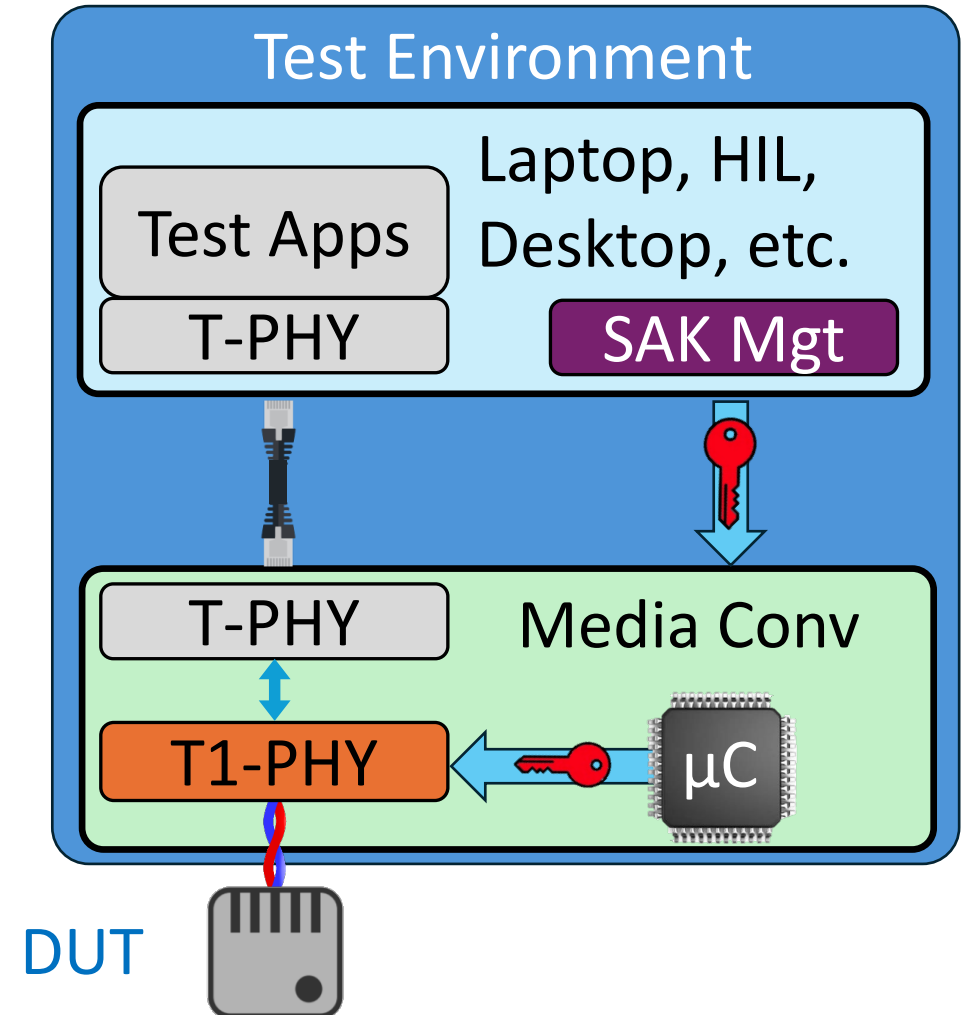 Test Environment
Laptop, HIL,
Desktop, etc.
Test Apps
T-PHY
SAK Mgt
T-PHY
Media Conv
T1-PHY
µC
DUT